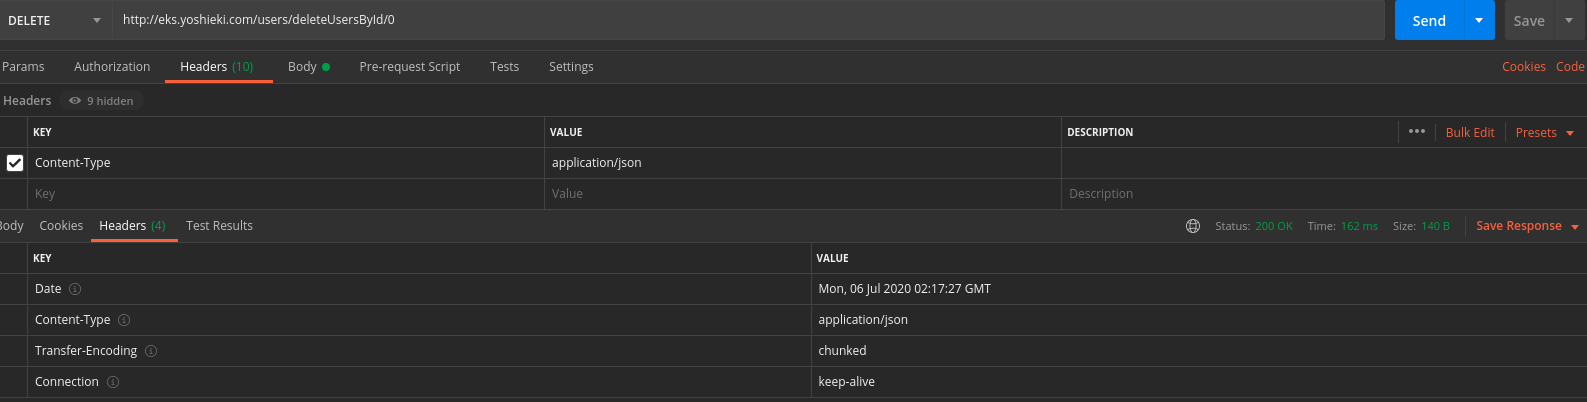 DELETE http://eks.yoshieki.com/users/deleteUsersById/0 Send Save
Params Authorization Headers (10) Body Pre-request Script Tests Settings Cookies Code
Headers 9 hidden
KEY VALUE DESCRIPTION ••• Bulk Edit Presets
Content-Type application/json
Key Value Description
Body Cookies Headers (4) Test Results Status: 200 OK Time: 162 ms Size: 140 B Save Response
KEY VALUE
Date Mon, 06 Jul 2020 02:17:27 GMT
Content-Type application/json
Transfer-Encoding chunked
Connection keep-alive